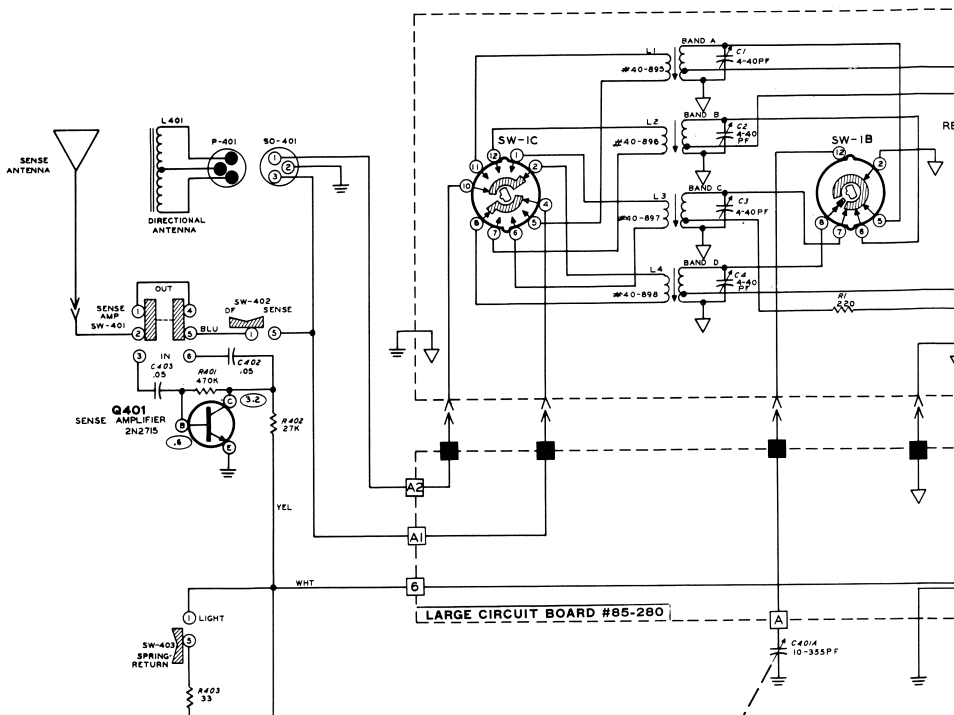 BAND A
L1
C1
4-40PF
#40-895
L401
P-401
SO-401
1
2
3
SENSE
ANTENNA
DIRECTIONAL
ANTENNA
L2
BAND B
C2
4-40
PF
#40-896
SW-1C
12
1
2
11
10
4
8
5
7
6
SW-1B
12
2
8
5
7
6
RE
L3
BAND C
C3
4-40PF
#40-897
L4
BAND D
C4
4-40
PF
#40-898
R1
220
OUT
SENSE
AMP
SW-401
1
4
2
5
BLU
SW-402
DF
SENSE
1
5
3
IN
6
C403
.05
R401
470K
C402
.05
Q401
SENSE AMPLIFIER
2N2715
C
3.2
B
.6
E
R402
27K
A2
YEL
A1
WHT
6
LARGE CIRCUIT BOARD #85-280
1
LIGHT
5
SW-403
SPRING-
RETURN
A
C401A
10-355PF
R403
33